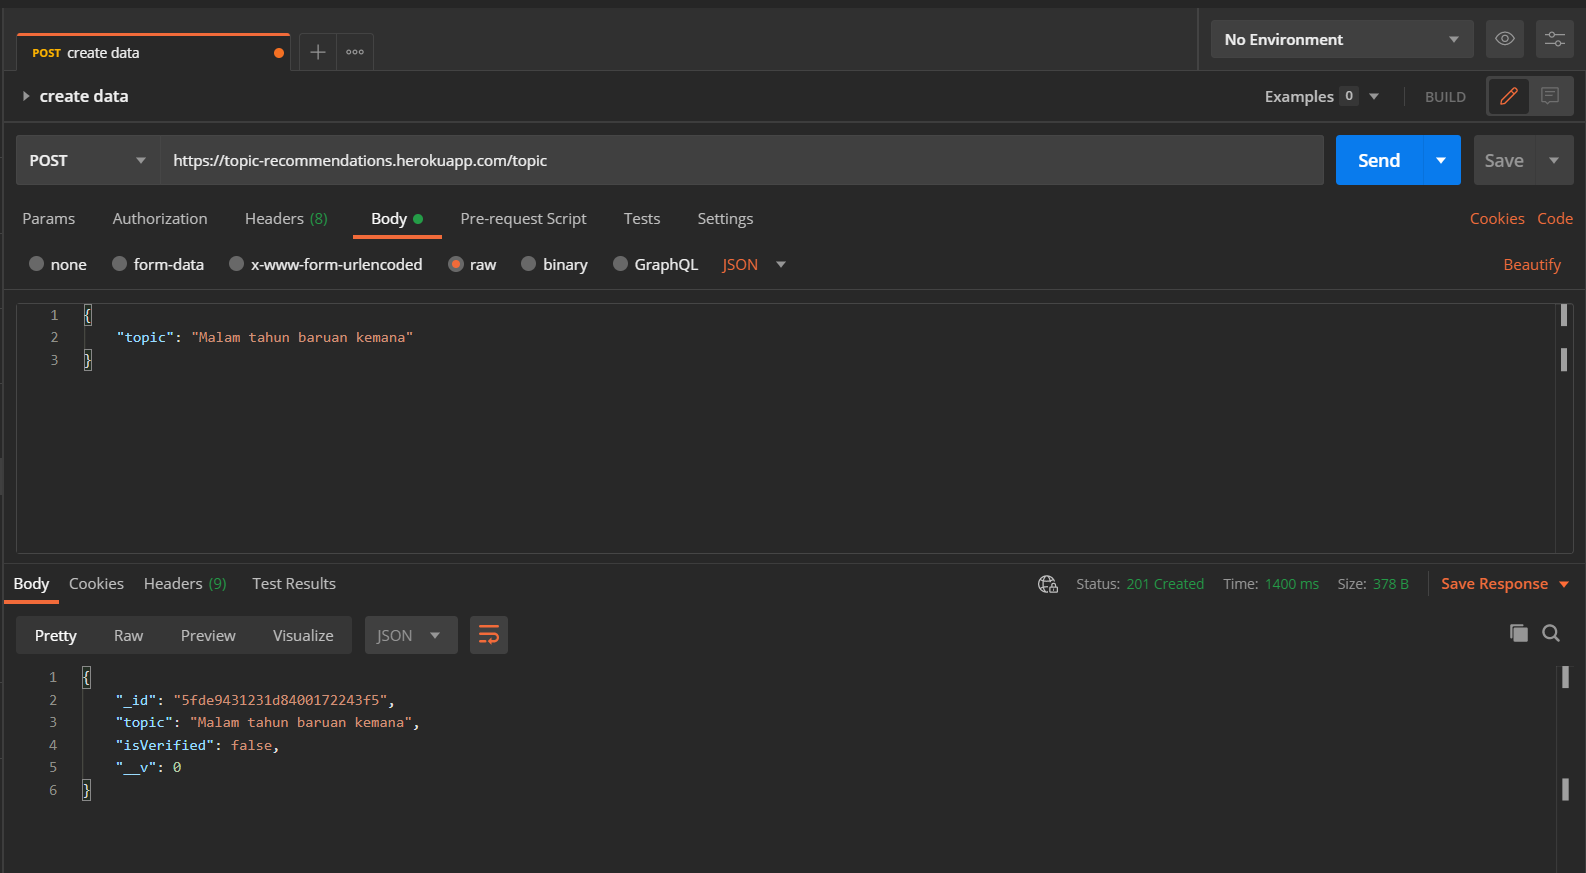 POST create data
No Environment
create data
Examples 0
BUILD
POST
https://topic-recommendations.herokuapp.com/topic
Send
Save
Params Authorization Headers (8) Body Pre-request Script Tests Settings Cookies Code
none form-data x-www-form-urlencoded raw binary GraphQL JSON Beautify
1 {
2 "topic": "Malam tahun baruan kemana"
3 }
Body Cookies Headers (9) Test Results Status: 201 Created Time: 1400 ms Size: 378 B Save Response
Pretty Raw Preview Visualize JSON
1 {
2 "_id": "5fde9431231d8400172243f5",
3 "topic": "Malam tahun baruan kemana",
4 "isVerified": false,
5 "__v": 0
6 }